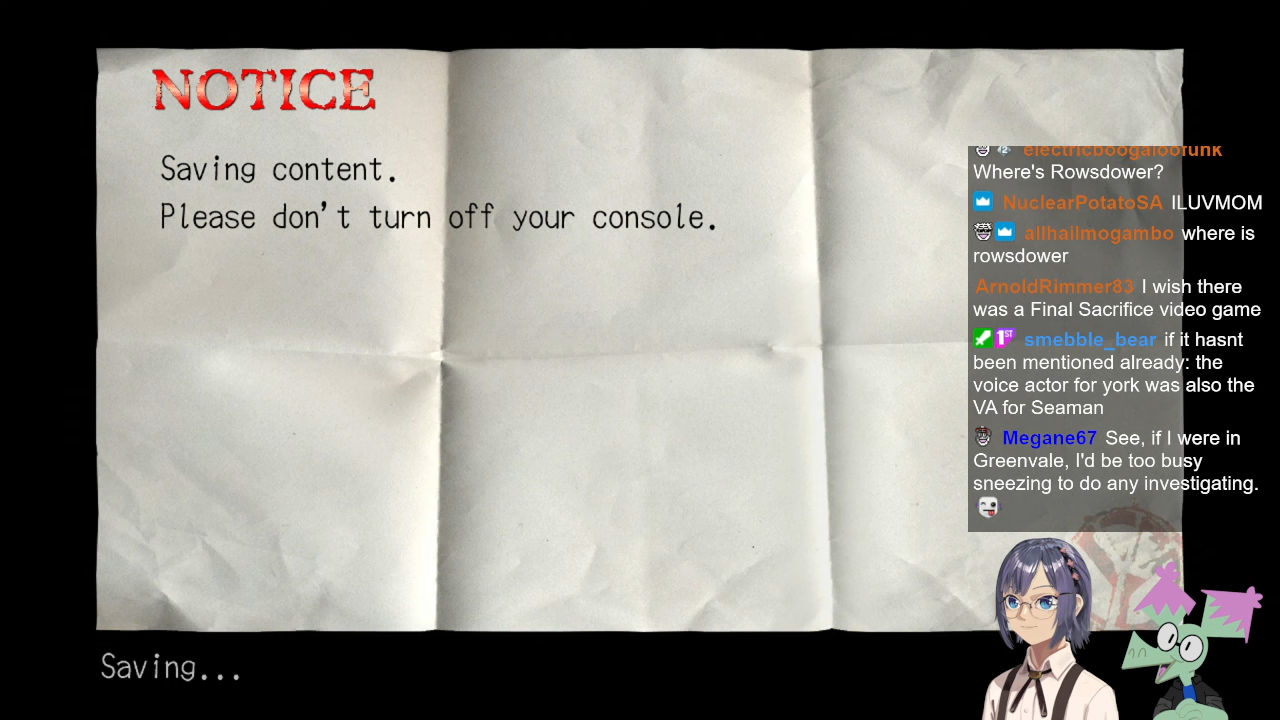 NOTICE
Saving content.
Please don't turn off your console.
electricboogaloofunk
Where's Rowsdower?
NuclearPotatoSA ILUVMOM
allhailmogambo where is
rowsdower
ArnoldRimmer83 I wish there
was a Final Sacrifice video game
1ST smebble_bear if it hasnt
been mentioned already: the
voice actor for york was also the
VA for Seaman
Megane67 See, if I were in
Greenvale, I'd be too busy
sneezing to do any investigating.
Saving...